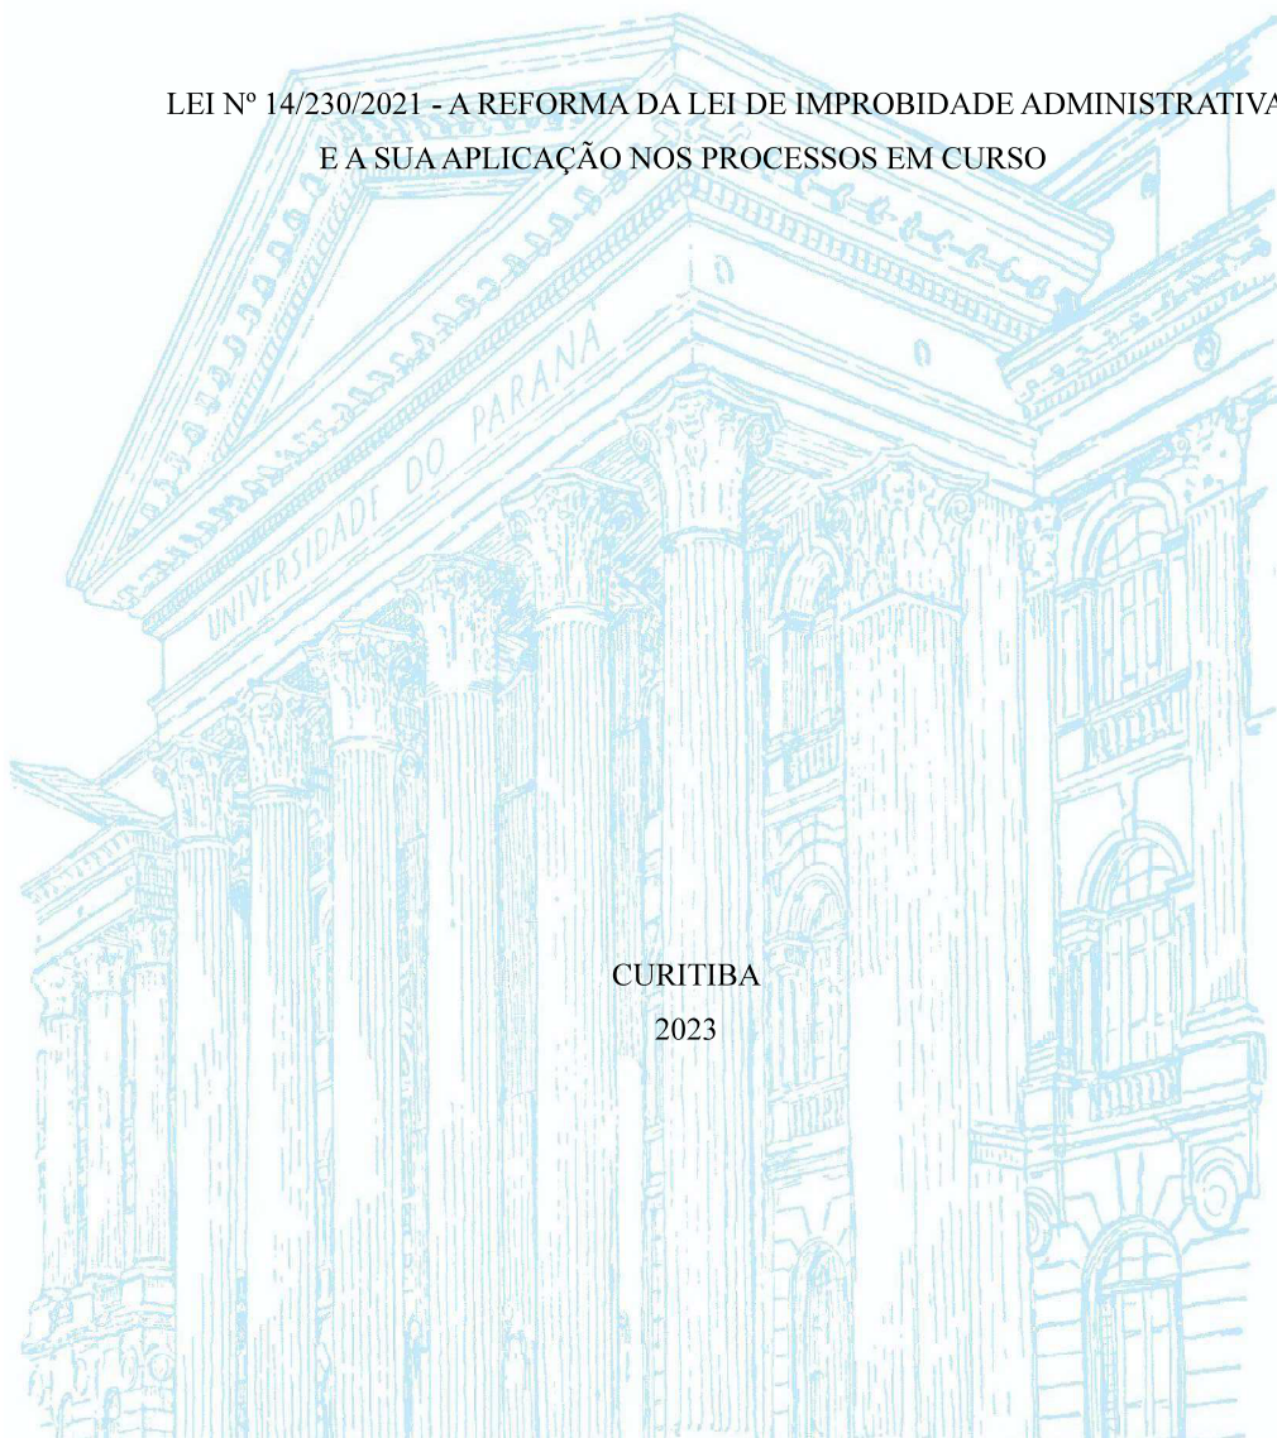 LEI Nº 14/230/2021 - A REFORMA DA LEI DE IMPROBIDADE ADMINISTRATIVA
E A SUA APLICAÇÃO NOS PROCESSOS EM CURSO
UNIVERSIDADE DO PARANÁ
CURITIBA
2023